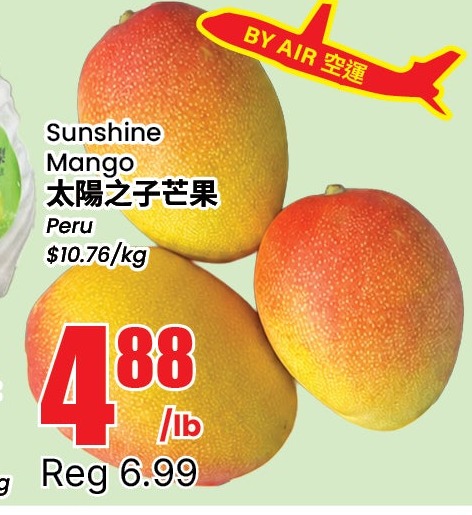 BY AIR 空運
Sunshine
Mango
太陽之子芒果
Peru
$10.76/kg
4.88
/lb
Reg 6.99